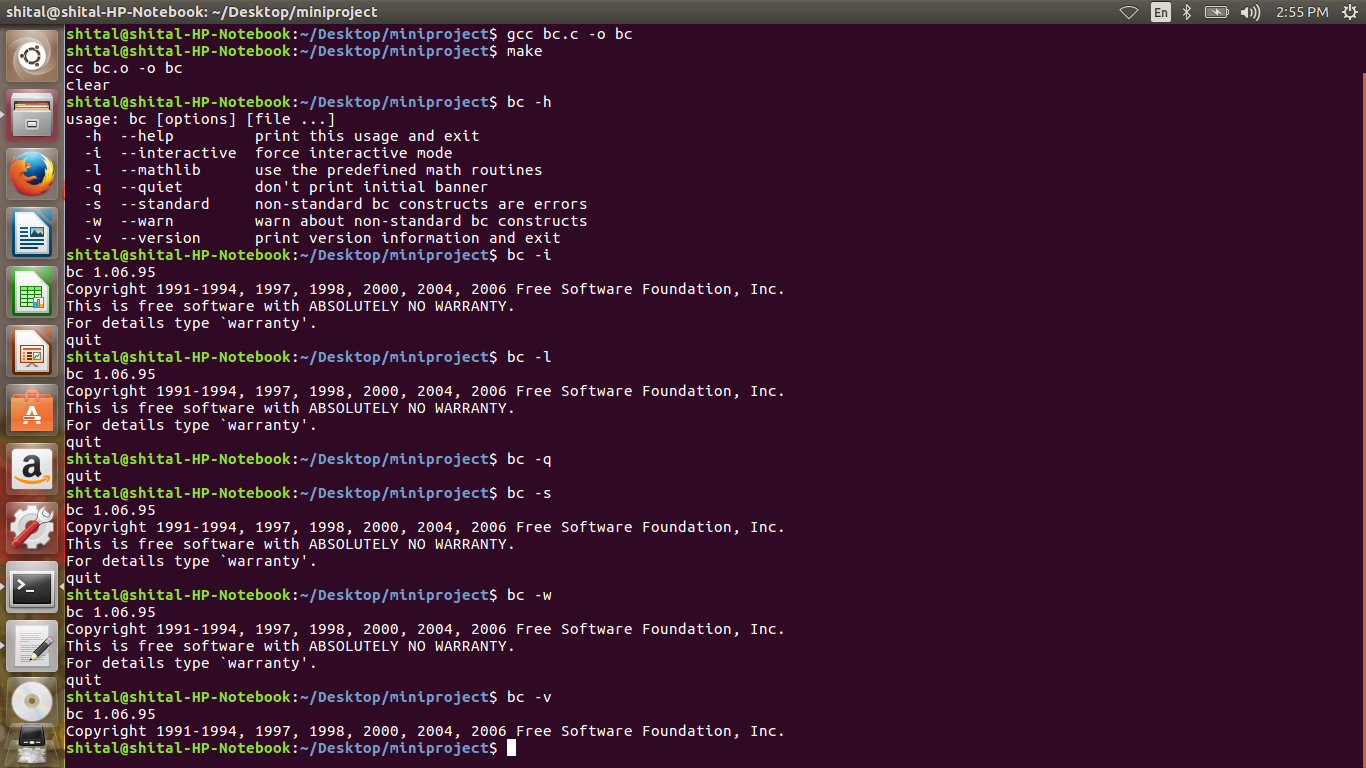 shital@shital-HP-Notebook: ~/Desktop/miniproject
En
2:55 PM
shital@shital-HP-Notebook:~/Desktop/miniproject$ gcc bc.c -o bc
shital@shital-HP-Notebook:~/Desktop/miniproject$ make
cc bc.o -o bc
clear
shital@shital-HP-Notebook:~/Desktop/miniproject$ bc -h
usage: bc [options] [file ...]
  -h  --help         print this usage and exit
  -i  --interactive  force interactive mode
  -l  --mathlib      use the predefined math routines
  -q  --quiet        don't print initial banner
  -s  --standard     non-standard bc constructs are errors
  -w  --warn         warn about non-standard bc constructs
  -v  --version      print version information and exit
shital@shital-HP-Notebook:~/Desktop/miniproject$ bc -i
bc 1.06.95
Copyright 1991-1994, 1997, 1998, 2000, 2004, 2006 Free Software Foundation, Inc.
This is free software with ABSOLUTELY NO WARRANTY.
For details type `warranty'.
quit
shital@shital-HP-Notebook:~/Desktop/miniproject$ bc -l
bc 1.06.95
Copyright 1991-1994, 1997, 1998, 2000, 2004, 2006 Free Software Foundation, Inc.
This is free software with ABSOLUTELY NO WARRANTY.
For details type `warranty'.
quit
shital@shital-HP-Notebook:~/Desktop/miniproject$ bc -q
quit
shital@shital-HP-Notebook:~/Desktop/miniproject$ bc -s
bc 1.06.95
Copyright 1991-1994, 1997, 1998, 2000, 2004, 2006 Free Software Foundation, Inc.
This is free software with ABSOLUTELY NO WARRANTY.
For details type `warranty'.
quit
shital@shital-HP-Notebook:~/Desktop/miniproject$ bc -w
bc 1.06.95
Copyright 1991-1994, 1997, 1998, 2000, 2004, 2006 Free Software Foundation, Inc.
This is free software with ABSOLUTELY NO WARRANTY.
For details type `warranty'.
quit
shital@shital-HP-Notebook:~/Desktop/miniproject$ bc -v
bc 1.06.95
Copyright 1991-1994, 1997, 1998, 2000, 2004, 2006 Free Software Foundation, Inc.
shital@shital-HP-Notebook:~/Desktop/miniproject$